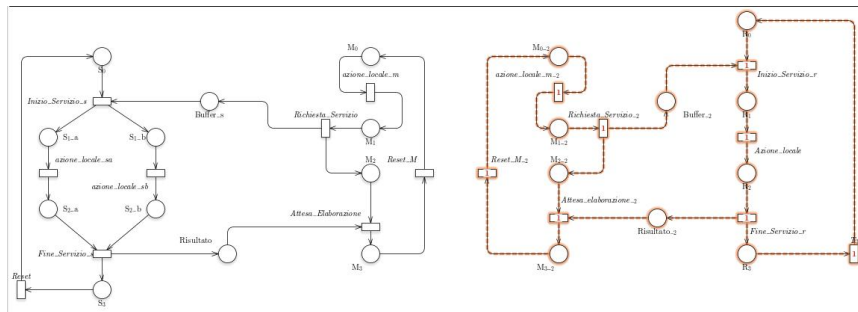 S₀
Inizio_Servizio_s
S₁_a
S₁_b
azione_locale_sa
azione_locale_sb
S₂_a
S₂_b
Fine_Servizio_s
Reset
S₃
Buffer_s
Risultato
M₀
azione_locale_m
Richiesta_Servizio
M₁
M₂
Reset_M
Attesa_Elaborazione
M₃
M₀_2
azione_locale_m_2
1
Richiesta_Servizio_2
1
M₁_2
Buffer_2
Reset_M_2
1
M₂_2
Attesa_elaborazione_2
1
Risultato_2
M₃_2
R₀
1
Inizio_Servizio_r
R₁
1
Azione_locale
R₂
1
Fine_Servizio_r
R₃
1